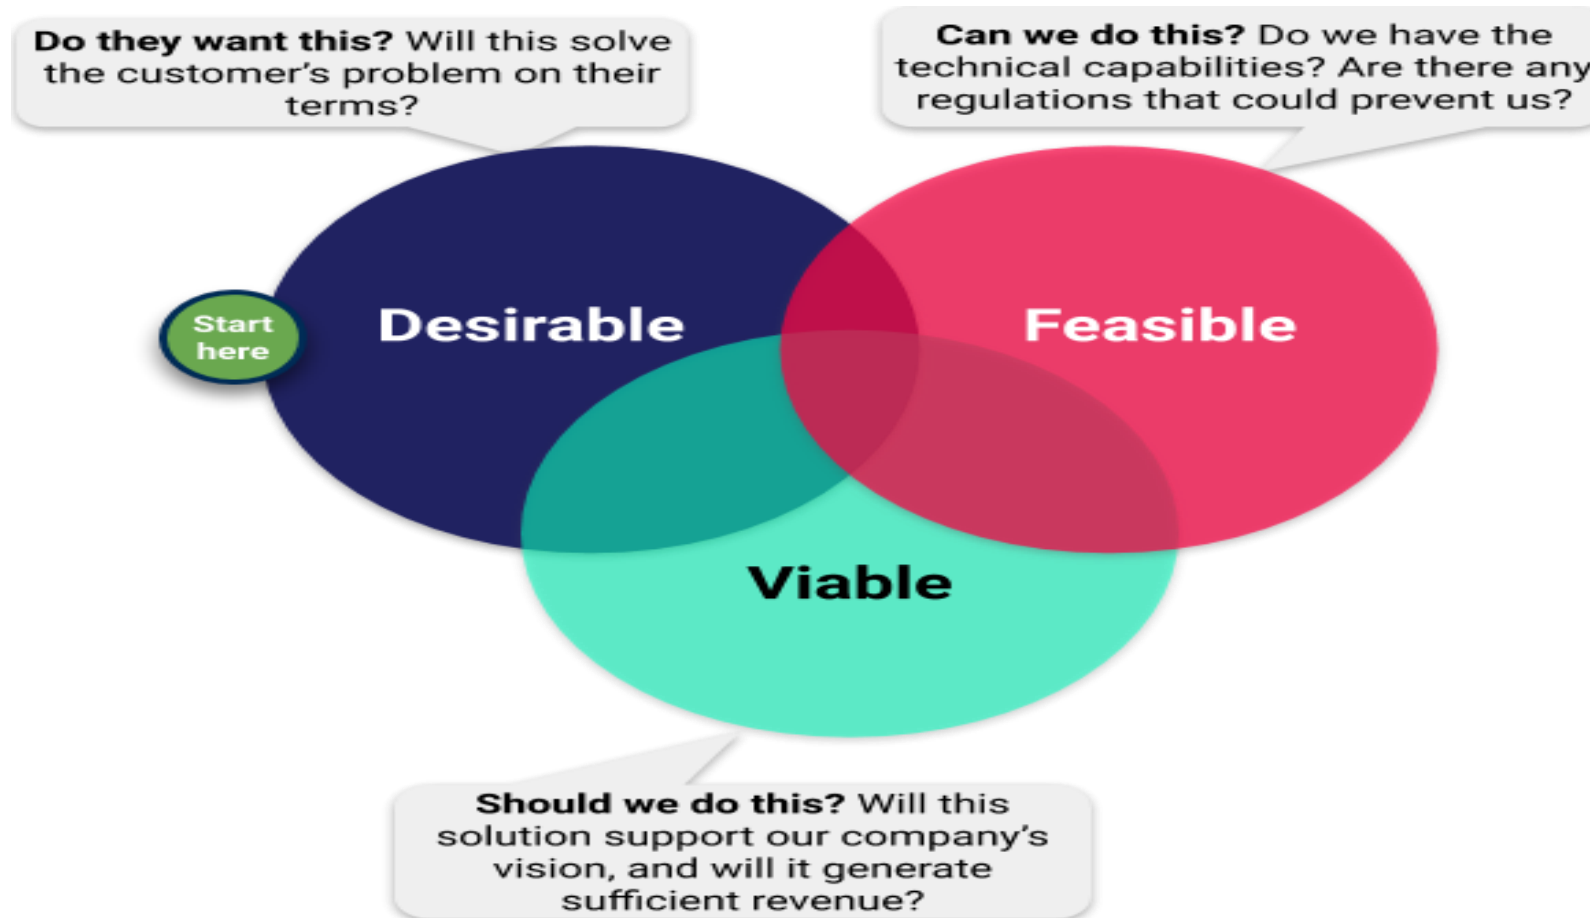 Do they want this? Will this solve
the customer's problem on their
terms?
Can we do this? Do we have the
technical capabilities? Are there any
regulations that could prevent us?
Start
here
Desirable
Feasible
Viable
Should we do this? Will this
solution support our company's
vision, and will it generate
sufficient revenue?